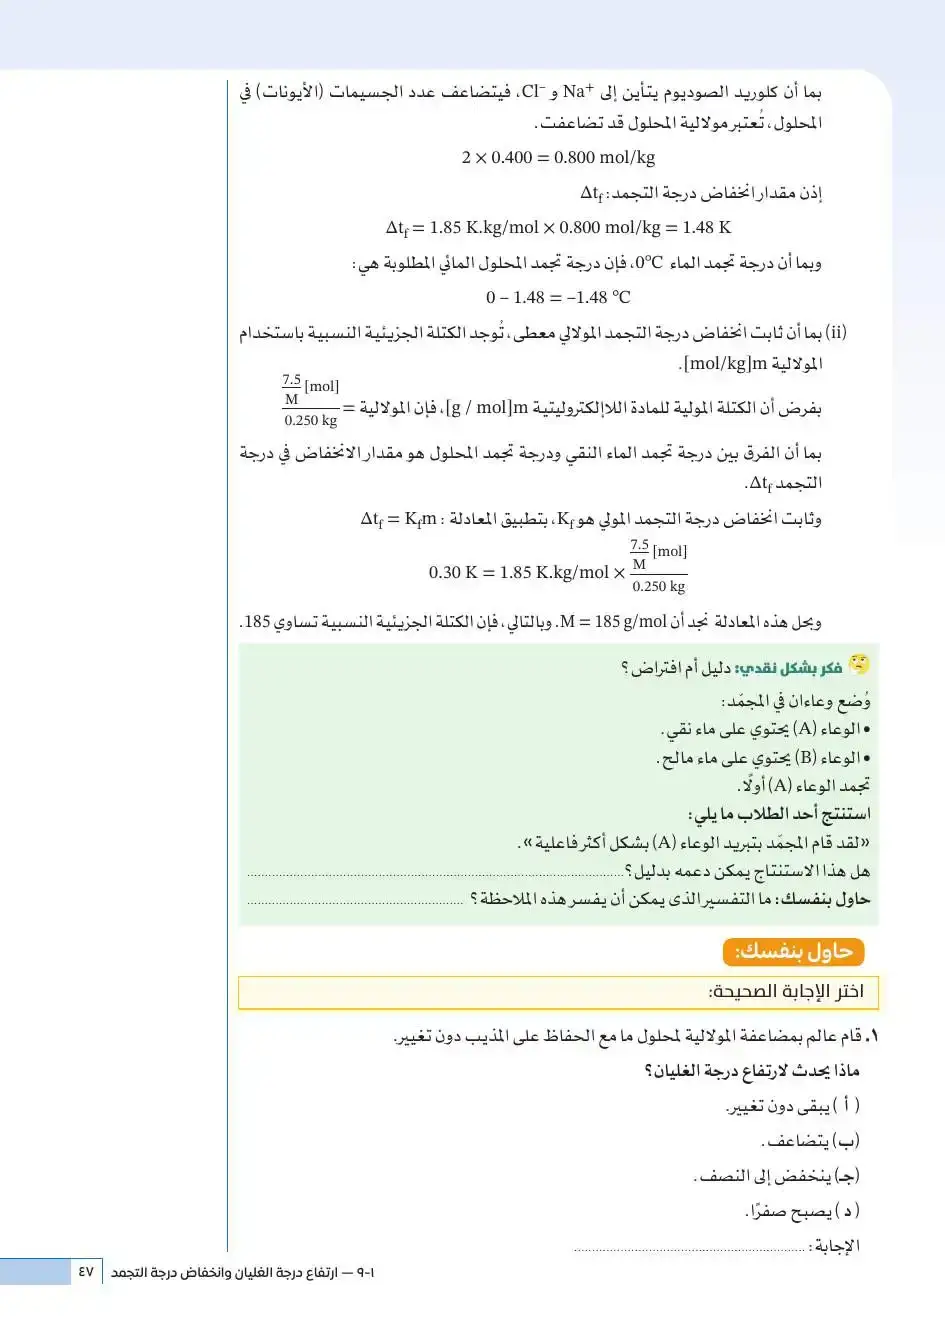 بما أن كلوريد الصوديوم يتأين إلى Na⁺ و Cl⁻، فيتضاعف عدد الجسيمات (الأيونات) في
المحلول، تُعتبر مولالية المحلول قد تضاعفت.
2 × 0.400 = 0.800 mol/kg
إذن مقدار انخفاض درجة التجمد: Δt_f
Δt_f = 1.85 K.kg/mol × 0.800 mol/kg = 1.48 K
وبما أن درجة تجمد الماء 0°C، فإن درجة تجمد المحلول المائي المطلوبة هي:
0 – 1.48 = –1.48 °C
(ii) بما أن ثابت انخفاض درجة التجمد المولالي معطى، تُوجد الكتلة الجزيئية النسبية باستخدام
المولالية m[mol/kg].
بفرض أن الكتلة المولية للمادة اللاإلكتروليتية m[g / mol]، فإن المولالية = 7.5/M [mol] / 0.250 kg
بما أن الفرق بين درجة تجمد الماء النقي ودرجة تجمد المحلول هو مقدار الانخفاض في درجة
التجمد Δt_f.
وثابت انخفاض درجة التجمد المولي هو K_f، بتطبيق المعادلة : Δt_f = K_f m
0.30 K = 1.85 K.kg/mol × 7.5/M [mol] / 0.250 kg
وبحل هذه المعادلة نجد أن M = 185 g/mol. وبالتالي، فإن الكتلة الجزيئية النسبية تساوي 185.
فكر بشكل نقدي: دليل أم افتراض؟
وُضع وعاءان في المجمّد:
• الوعاء (A) يحتوي على ماء نقي.
• الوعاء (B) يحتوي على ماء مالح.
تجمد الوعاء (A) أولًا.
استنتج أحد الطلاب ما يلي:
«لقد قام المجمّد بتبريد الوعاء (A) بشكل أكثر فاعلية».
هل هذا الاستنتاج يمكن دعمه بدليل؟ ........................
حاول بنفسك: ما التفسير الذى يمكن أن يفسر هذه الملاحظة؟ ........................
حاول بنفسك:
اختر الإجابة الصحيحة:
١. قام عالم بمضاعفة المولالية لمحلول ما مع الحفاظ على المذيب دون تغيير.
ماذا يحدث لارتفاع درجة الغليان؟
( أ ) يبقى دون تغيير.
(ب) يتضاعف.
(جـ) ينخفض إلى النصف.
( د ) يصبح صفرًا.
الإجابة: ........................
٩-١ — ارتفاع درجة الغليان وانخفاض درجة التجمد ٤٧